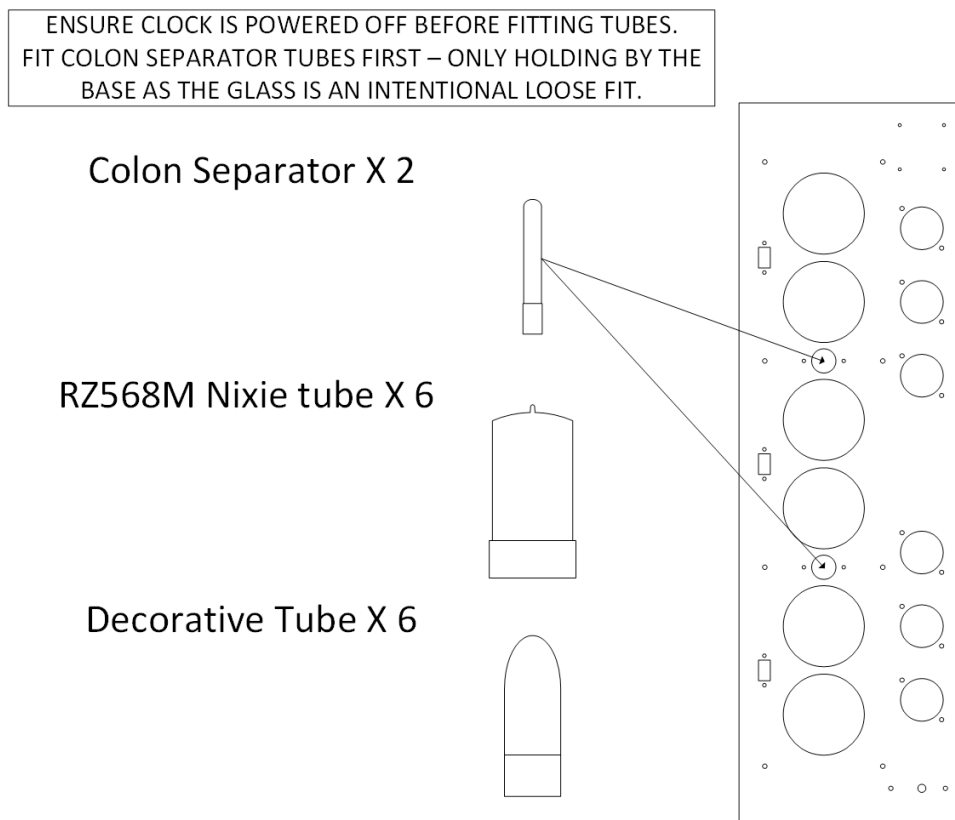 ENSURE CLOCK IS POWERED OFF BEFORE FITTING TUBES.
FIT COLON SEPARATOR TUBES FIRST – ONLY HOLDING BY THE
BASE AS THE GLASS IS AN INTENTIONAL LOOSE FIT.
Colon Separator X 2
RZ568M Nixie tube X 6
Decorative Tube X 6